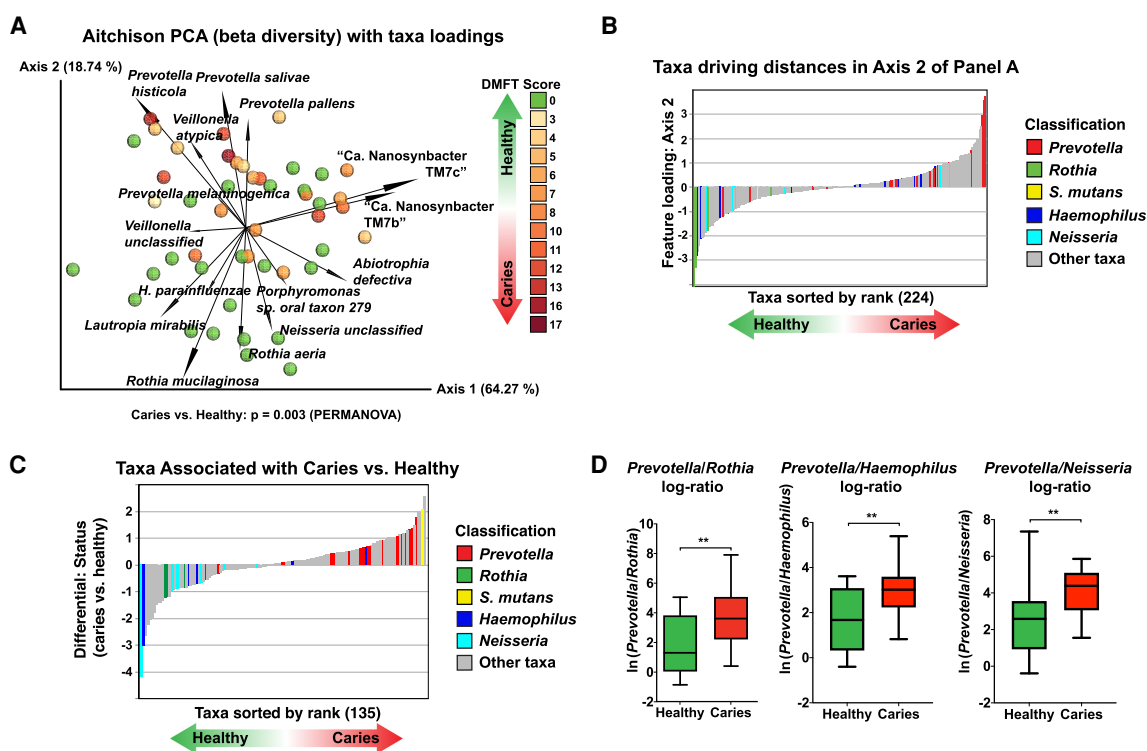 A
Aitchison PCA (beta diversity) with taxa loadings
Axis 2 (18.74 %)
Prevotella
histicola
Prevotella salivae
Prevotella pallens
Veillonella
atypica
"Ca. Nanosynbacter
TM7c"
Prevotella melaninogenica
"Ca. Nanosynbacter
TM7b"
Veillonella
unclassified
Abiotrophia
defectiva
H. parainfluenzae
Porphyromonas
sp. oral taxon 279
Lautropia mirabilis
Neisseria unclassified
Rothia aeria
Rothia mucilaginosa
Axis 1 (64.27 %)
Caries vs. Healthy: p = 0.003 (PERMANOVA)
DMFT Score
Healthy
Caries
0
3
4
5
6
7
8
10
11
12
13
16
17
B
Taxa driving distances in Axis 2 of Panel A
Feature loading: Axis 2
3
2
1
0
-1
-2
-3
Taxa sorted by rank (224)
Healthy
Caries
Classification
Prevotella
Rothia
S. mutans
Haemophilus
Neisseria
Other taxa
C
Taxa Associated with Caries vs. Healthy
Differential: Status
(caries vs. healthy)
2
1
0
-1
-2
-3
-4
Taxa sorted by rank (135)
Healthy
Caries
Classification
Prevotella
Rothia
S. mutans
Haemophilus
Neisseria
Other taxa
D
Prevotella/Rothia
log-ratio
ln (Prevotella/Rothia)
10
8
6
4
2
0
-2
**
Healthy Caries
Prevotella/Haemophilus
log-ratio
ln (Prevotella/Haemophilus)
6
4
2
0
-2
**
Healthy Caries
Prevotella/Neisseria
log-ratio
ln (Prevotella/Neisseria)
8
6
4
2
0
-2
**
Healthy Caries